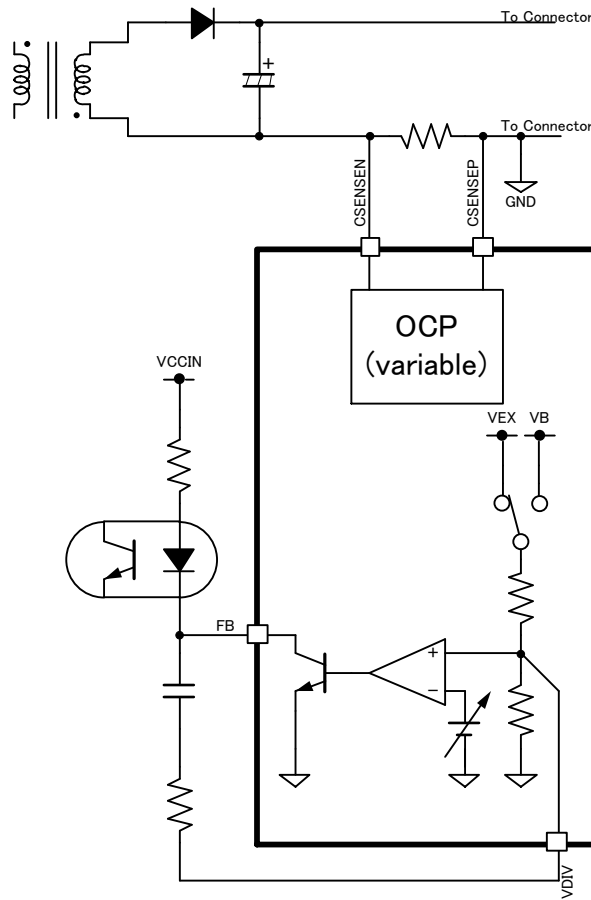 To Connector
To Connector
CSENSEN
CSENSEP
GND
OCP
(variable)
VCCIN
VEX
VB
FB
VDIV